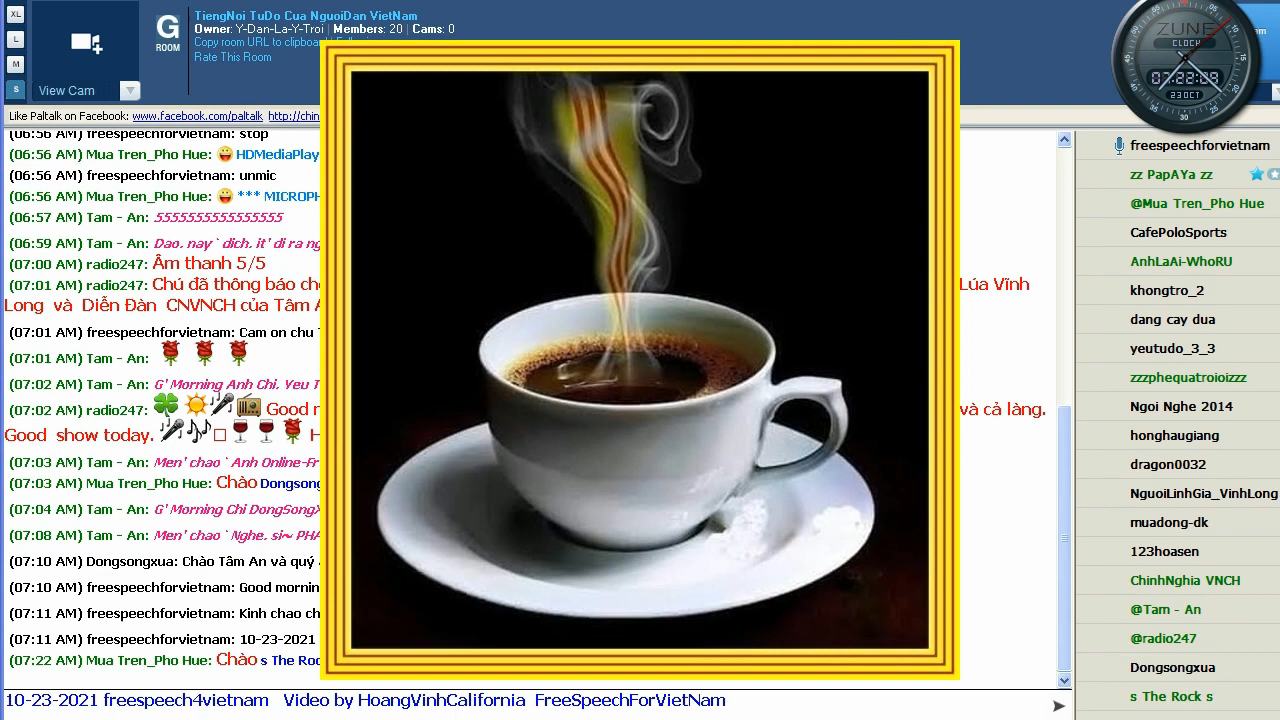 XL
L
M
S
View Cam
G
ROOM
TiengNoi TuDo Cua NguoiDan VietNam
Owner: Y-Dan-La-Y-Troi | Members: 20 | Cams: 0
Copy room URL to clipboard
Rate This Room
ZUNE
CLOCK
07:22:09
23 OCT
Like Paltalk on Facebook: www.facebook.com/paltalk http://chin
(06:56 AM) freespeechforvietnam: stop
(06:56 AM) Mua Tren_Pho Hue: HDMediaPlay
(06:56 AM) freespeechforvietnam: unmic
(06:56 AM) Mua Tren_Pho Hue: *** MICROPH
(06:57 AM) Tam - An: 5555555555555555
(06:59 AM) Tam - An: Dao. nay` dich. it' di ra ng
(07:00 AM) radio247: Âm thanh 5/5
(07:01 AM) radio247: Chú đã thông báo cho Lúa Vĩnh
Long và Diễn Đàn CNVNCH của Tâm A
(07:01 AM) freespeechforvietnam: Cam on chu T
(07:01 AM) Tam - An:
(07:02 AM) Tam - An: G' Morning Anh Chi. Yeu T
(07:02 AM) radio247: Good m và cả làng.
Good show today. H
(07:03 AM) Tam - An: Men' chao` Anh Online-Fr
(07:03 AM) Mua Tren_Pho Hue: Chào Dongsong
(07:04 AM) Tam - An: G' Morning Chi DongSongX
(07:08 AM) Tam - An: Men' chao` Nghe. si~ PHA
(07:10 AM) Dongsongxua: Chào Tâm An và quý
(07:10 AM) freespeechforvietnam: Good mornin
(07:11 AM) freespeechforvietnam: Kinh chao ch
(07:11 AM) freespeechforvietnam: 10-23-2021
(07:22 AM) Mua Tren_Pho Hue: Chào s The Roc
10-23-2021 freespeech4vietnam Video by HoangVinhCalifornia FreeSpeechForVietNam
freespeechforvietnam
zz PapAYa zz
@Mua Tren_Pho Hue
CafePoloSports
AnhLaAi-WhoRU
khongtro_2
dang cay dua
yeutudo_3_3
zzzphequatroioizzz
Ngoi Nghe 2014
honghaugiang
dragon0032
NguoiLinhGia_VinhLong
muadong-dk
123hoasen
ChinhNghia VNCH
@Tam - An
@radio247
Dongsongxua
s The Rock s